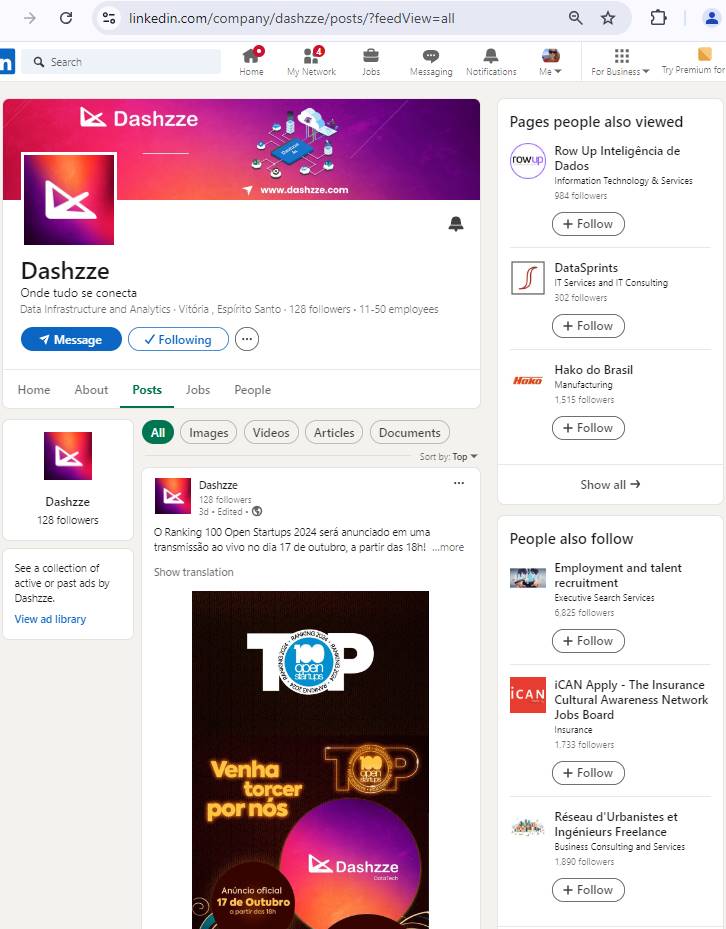 linkedin.com/company/dashzze/posts/?feedView=all
Search
Home
4
My Network
Jobs
Messaging
Notifications
Me
For Business
Try Premium for
Dashzze
www.dashzze.com
Dashzze
Onde tudo se conecta
Data Infrastructure and Analytics · Vitória , Espírito Santo · 128 followers · 11-50 employees
Message
Following
Home
About
Posts
Jobs
People
Dashzze
128 followers
See a collection of
active or past ads by
Dashzze.
View ad library
All
Images
Videos
Articles
Documents
Sort by: Top
Dashzze
128 followers
3d • Edited •
O Ranking 100 Open Startups 2024 será anunciado em uma
transmissão ao vivo no dia 17 de outubro, a partir das 18h! ...more
Show translation
TOP
100
open
startups
RANKING 2024 • RANKING 2024 • RANKING 2024
TOP
100
open
startups
Venha
torcer
por nós
Dashzze
DataTech
Anúncio oficial
17 de Outubro
a partir das 18h
Pages people also viewed
rowup
Row Up Inteligência de
Dados
Information Technology & Services
984 followers
+ Follow
DataSprints
IT Services and IT Consulting
302 followers
+ Follow
Hako
Hako do Brasil
Manufacturing
1,515 followers
+ Follow
Show all →
People also follow
Employment and talent
recruitment
Executive Search Services
6,825 followers
+ Follow
iCAN
iCAN Apply - The Insurance
Cultural Awareness Network
Jobs Board
Insurance
1,733 followers
+ Follow
Réseau d'Urbanistes et
Ingénieurs Freelance
Business Consulting and Services
1,890 followers
+ Follow